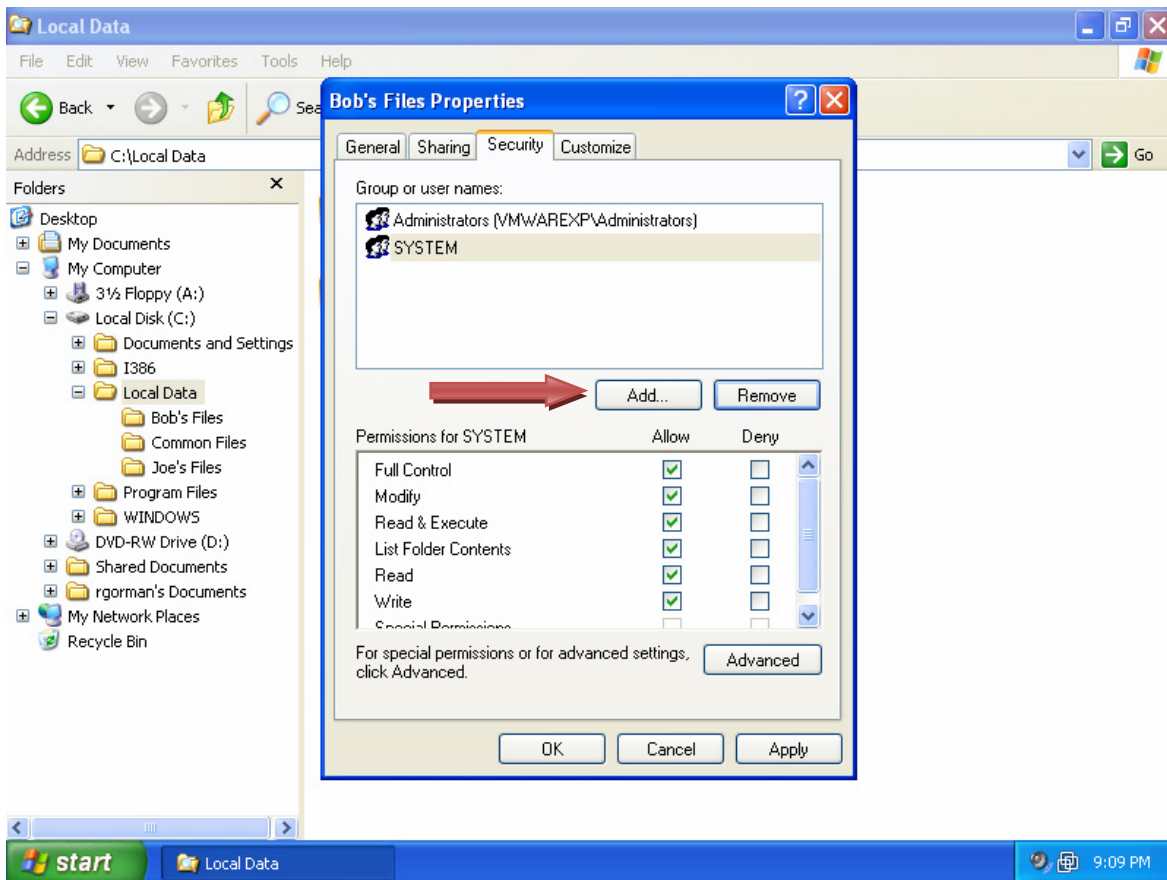 Local Data
File Edit View Favorites Tools Help
Back
Address C:\Local Data Go
Folders
Desktop
My Documents
My Computer
3½ Floppy (A:)
Local Disk (C:)
Documents and Settings
I386
Local Data
Bob's Files
Common Files
Joe's Files
Program Files
WINDOWS
DVD-RW Drive (D:)
Shared Documents
rgorman's Documents
My Network Places
Recycle Bin
Bob's Files Properties
General Sharing Security Customize
Group or user names:
Administrators (VMWAREXP\Administrators)
SYSTEM
Add... Remove
Permissions for SYSTEM Allow Deny
Full Control
Modify
Read & Execute
List Folder Contents
Read
Write
Special Permissions
For special permissions or for advanced settings,
click Advanced.
Advanced
OK Cancel Apply
start Local Data 9:09 PM